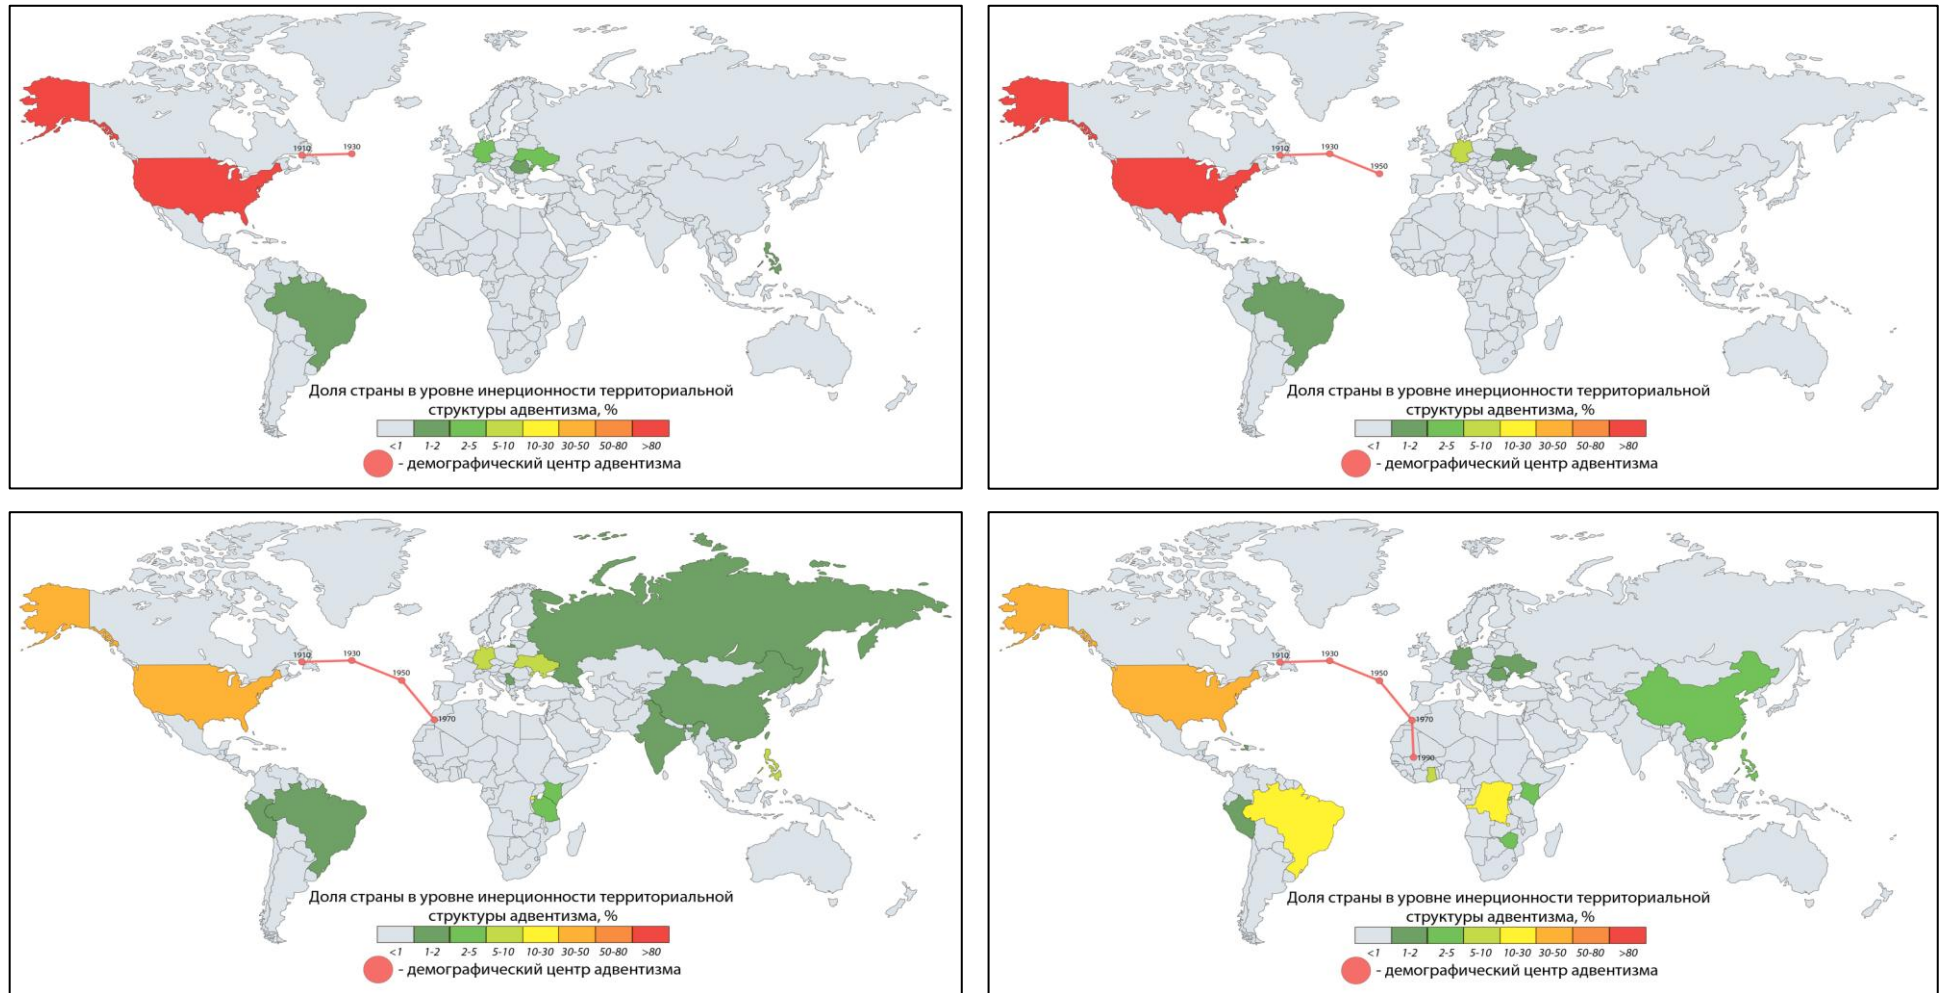 1910
1930
Доля страны в уровне инерционности территориальной
структуры адвентизма, %
<1 1-2 2-5 5-10 10-30 30-50 50-80 >80
- демографический центр адвентизма
1910
1930
1950
Доля страны в уровне инерционности территориальной
структуры адвентизма, %
<1 1-2 2-5 5-10 10-30 30-50 50-80 >80
- демографический центр адвентизма
1910
1930
1950
1970
Доля страны в уровне инерционности территориальной
структуры адвентизма, %
<1 1-2 2-5 5-10 10-30 30-50 50-80 >80
- демографический центр адвентизма
1910
1930
1950
1970
1990
Доля страны в уровне инерционности территориальной
структуры адвентизма, %
<1 1-2 2-5 5-10 10-30 30-50 50-80 >80
- демографический центр адвентизма